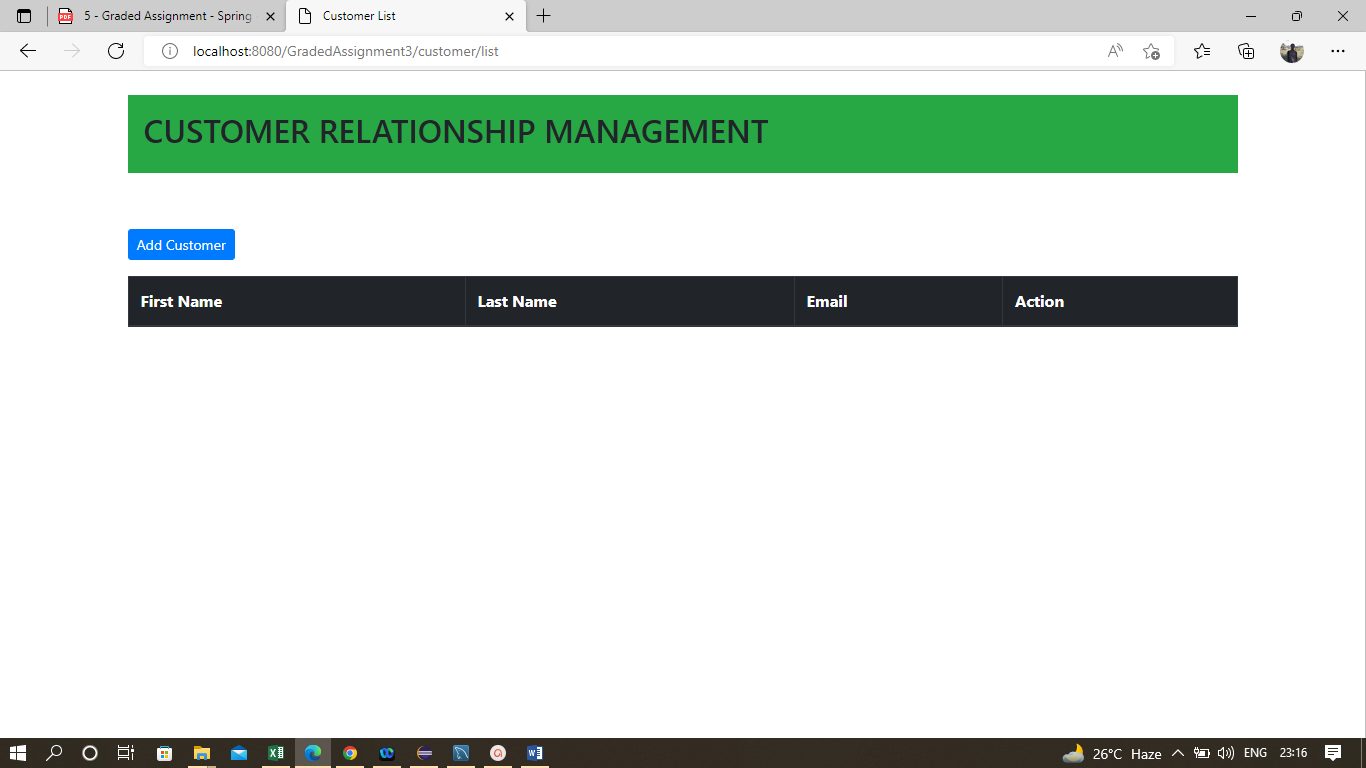 5 - Graded Assignment - Spring
Customer List
localhost:8080/GradedAssignment3/customer/list
CUSTOMER RELATIONSHIP MANAGEMENT
Add Customer
First Name Last Name Email Action
26°C Haze ENG 23:16